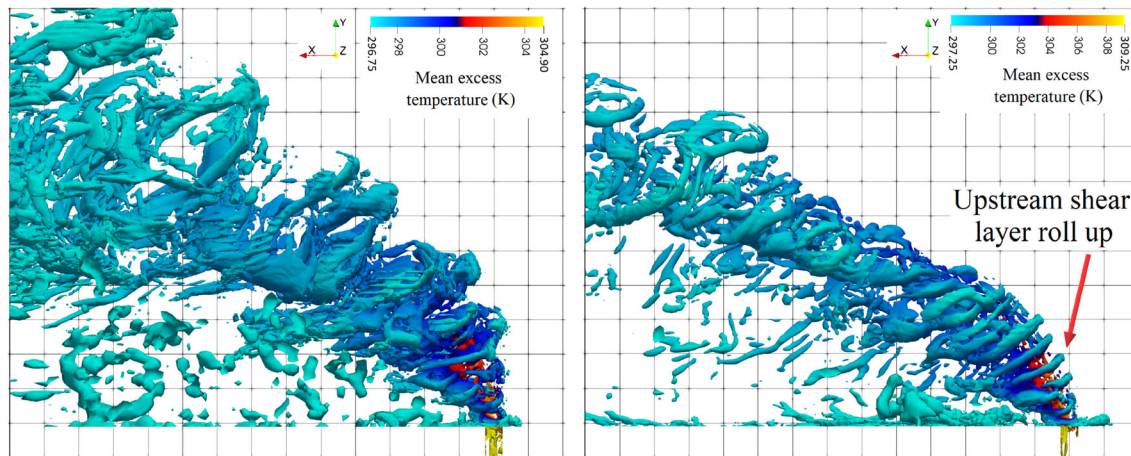 296.75
298
300
302
304
304.90
Mean excess
temperature (K)
Y
X
Z
297.25
300
302
304
306
308
309.25
Mean excess
temperature (K)
Y
X
Z
Upstream shear
layer roll up